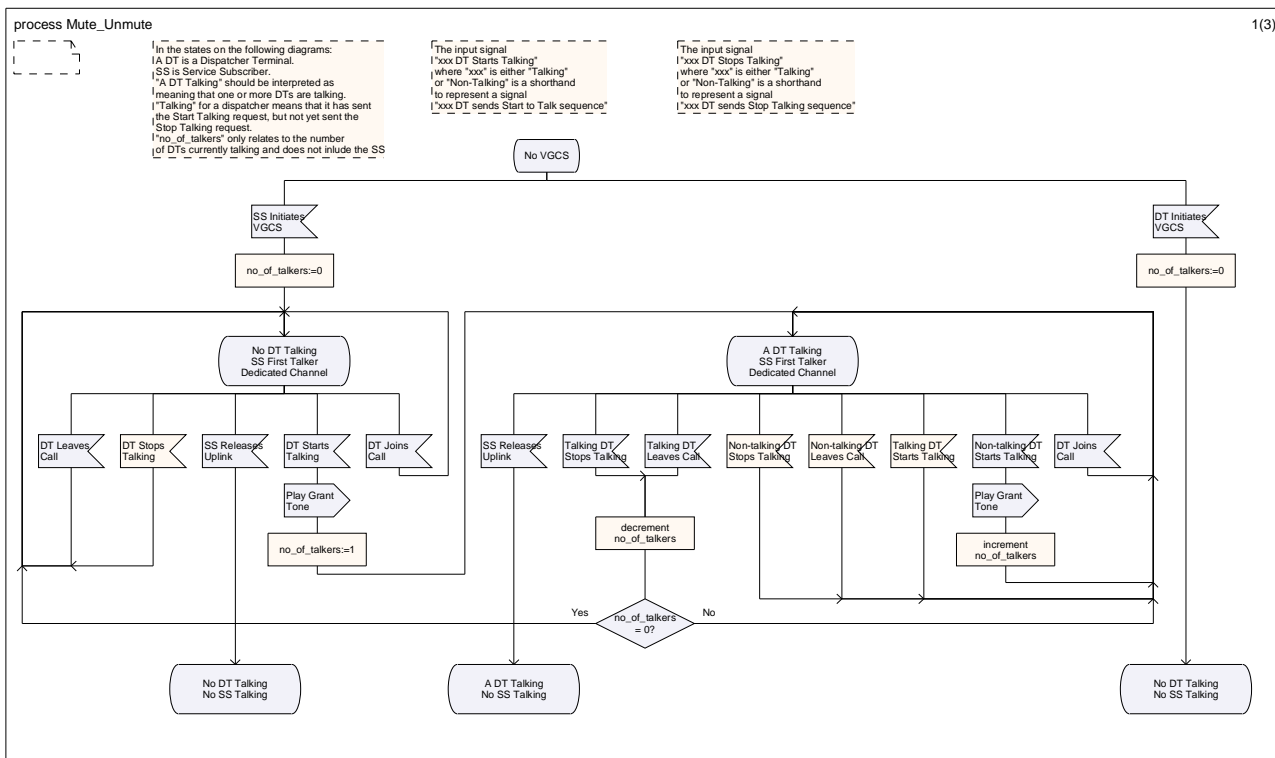 process Mute_Unmute
1(3)
In the states on the following diagrams:
A DT is a Dispatcher Terminal.
SS is Service Subscriber.
"A DT Talking" should be interpreted as
meaning that one or more DTs are talking.
"Talking" for a dispatcher means that it has sent
the Start Talking request, but not yet sent the
Stop Talking request.
"no_of_talkers" only relates to the number
of DTs currently talking and does not inlude the SS
The input signal
"xxx DT Starts Talking"
where "xxx" is either "Talking"
or "Non-Talking" is a shorthand
to represent a signal
"xxx DT sends Start to Talk sequence"
The input signal
"xxx DT Stops Talking"
where "xxx" is either "Talking"
or "Non-Talking" is a shorthand
to represent a signal
"xxx DT sends Stop Talking sequence"
No VGCS
SS Initiates
VGCS
DT Initiates
VGCS
no_of_talkers:=0
no_of_talkers:=0
No DT Talking
SS First Talker
Dedicated Channel
A DT Talking
SS First Talker
Dedicated Channel
DT Leaves
Call
DT Stops
Talking
SS Releases
Uplink
DT Starts
Talking
DT Joins
Call
SS Releases
Uplink
Talking DT
Stops Talking
Talking DT
Leaves Call
Non-talking DT
Stops Talking
Non-talking DT
Leaves Call
Talking DT
Starts Talking
Non-talking DT
Starts Talking
DT Joins
Call
Play Grant
Tone
Play Grant
Tone
no_of_talkers:=1
decrement
no_of_talkers
increment
no_of_talkers
Yes
no_of_talkers
= 0?
No
No DT Talking
No SS Talking
A DT Talking
No SS Talking
No DT Talking
No SS Talking